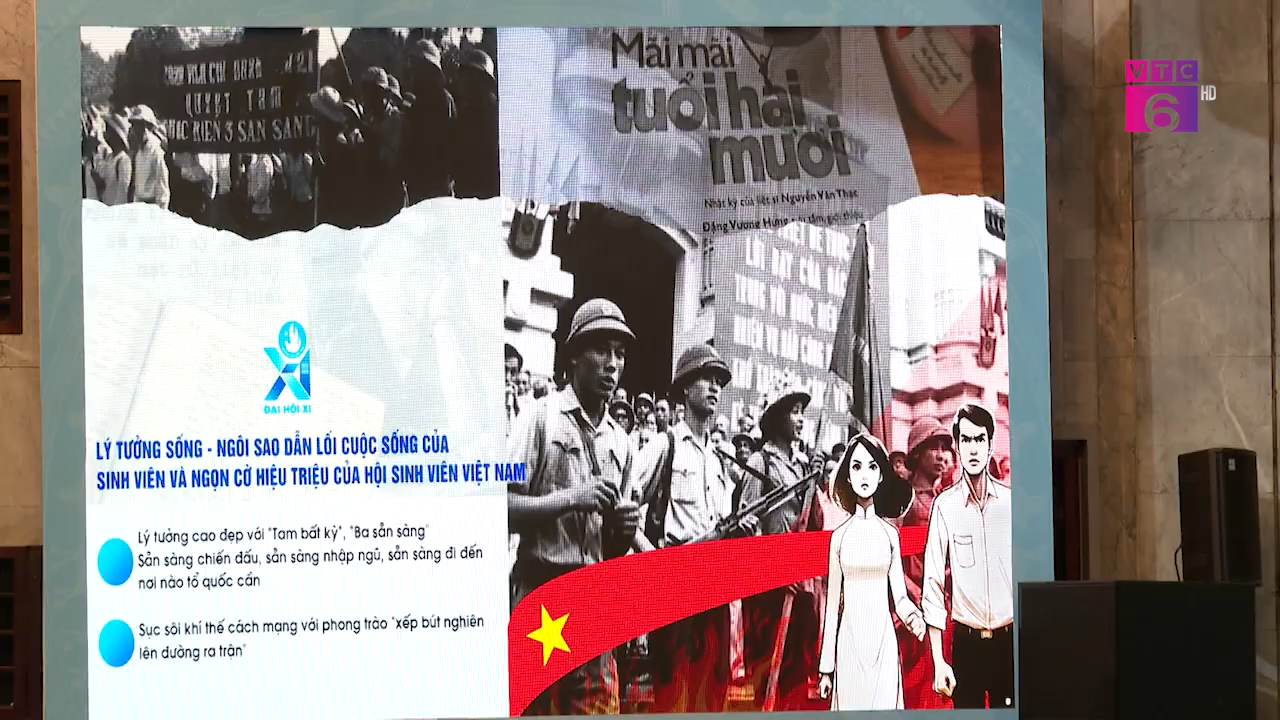 QUYẾT TÂM
SẴN SÀNG
Mãi mãi
tuổi hai
mươi
Nhật ký của liệt sĩ Nguyễn Văn Thạc
Đặng Vương Hưng
VTC
6
HD
ĐẠI HỘI XI
LÝ TƯỞNG SỐNG - NGÔI SAO DẪN LỐI CUỘC SỐNG CỦA
SINH VIÊN VÀ NGỌN CỜ HIỆU TRIỆU CỦA HỘI SINH VIÊN VIỆT NAM
Lý tưởng cao đẹp với "Tam bất kỳ", "Ba sẵn sàng"
Sẵn sàng chiến đấu, sẵn sàng nhập ngũ, sẵn sàng đi đến
nơi nào tổ quốc cần
Sục sôi khí thế cách mạng với phong trào "xếp bút nghiên
lên đường ra trận"